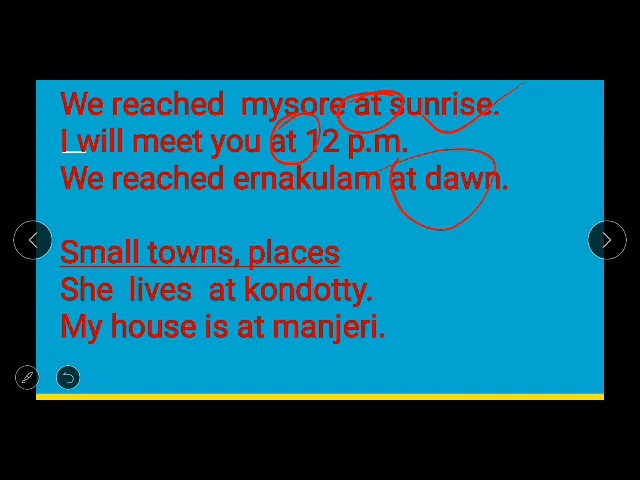 We reached mysore at sunrise.
I will meet you at 12 p.m.
We reached ernakulam at dawn.
Small towns, places
She lives at kondotty.
My house is at manjeri.